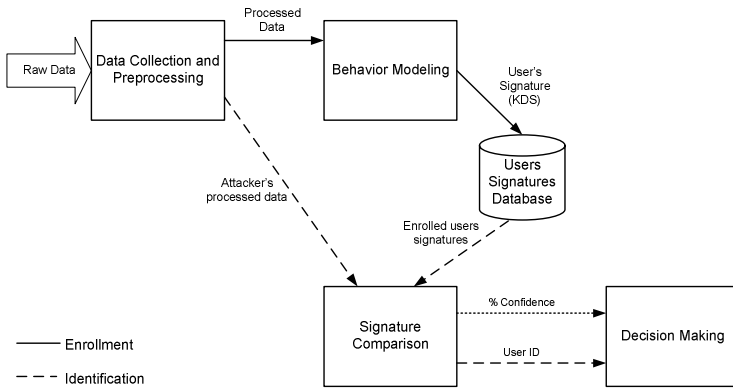 Processed
Data
Raw Data
Data Collection and
Preprocessing
Behavior Modeling
User's
Signature
(KDS)
Users
Signatures
Database
Attacker's
processed data
Enrolled users
signatures
Signature
Comparison
% Confidence
User ID
Decision Making
Enrollment
Identification